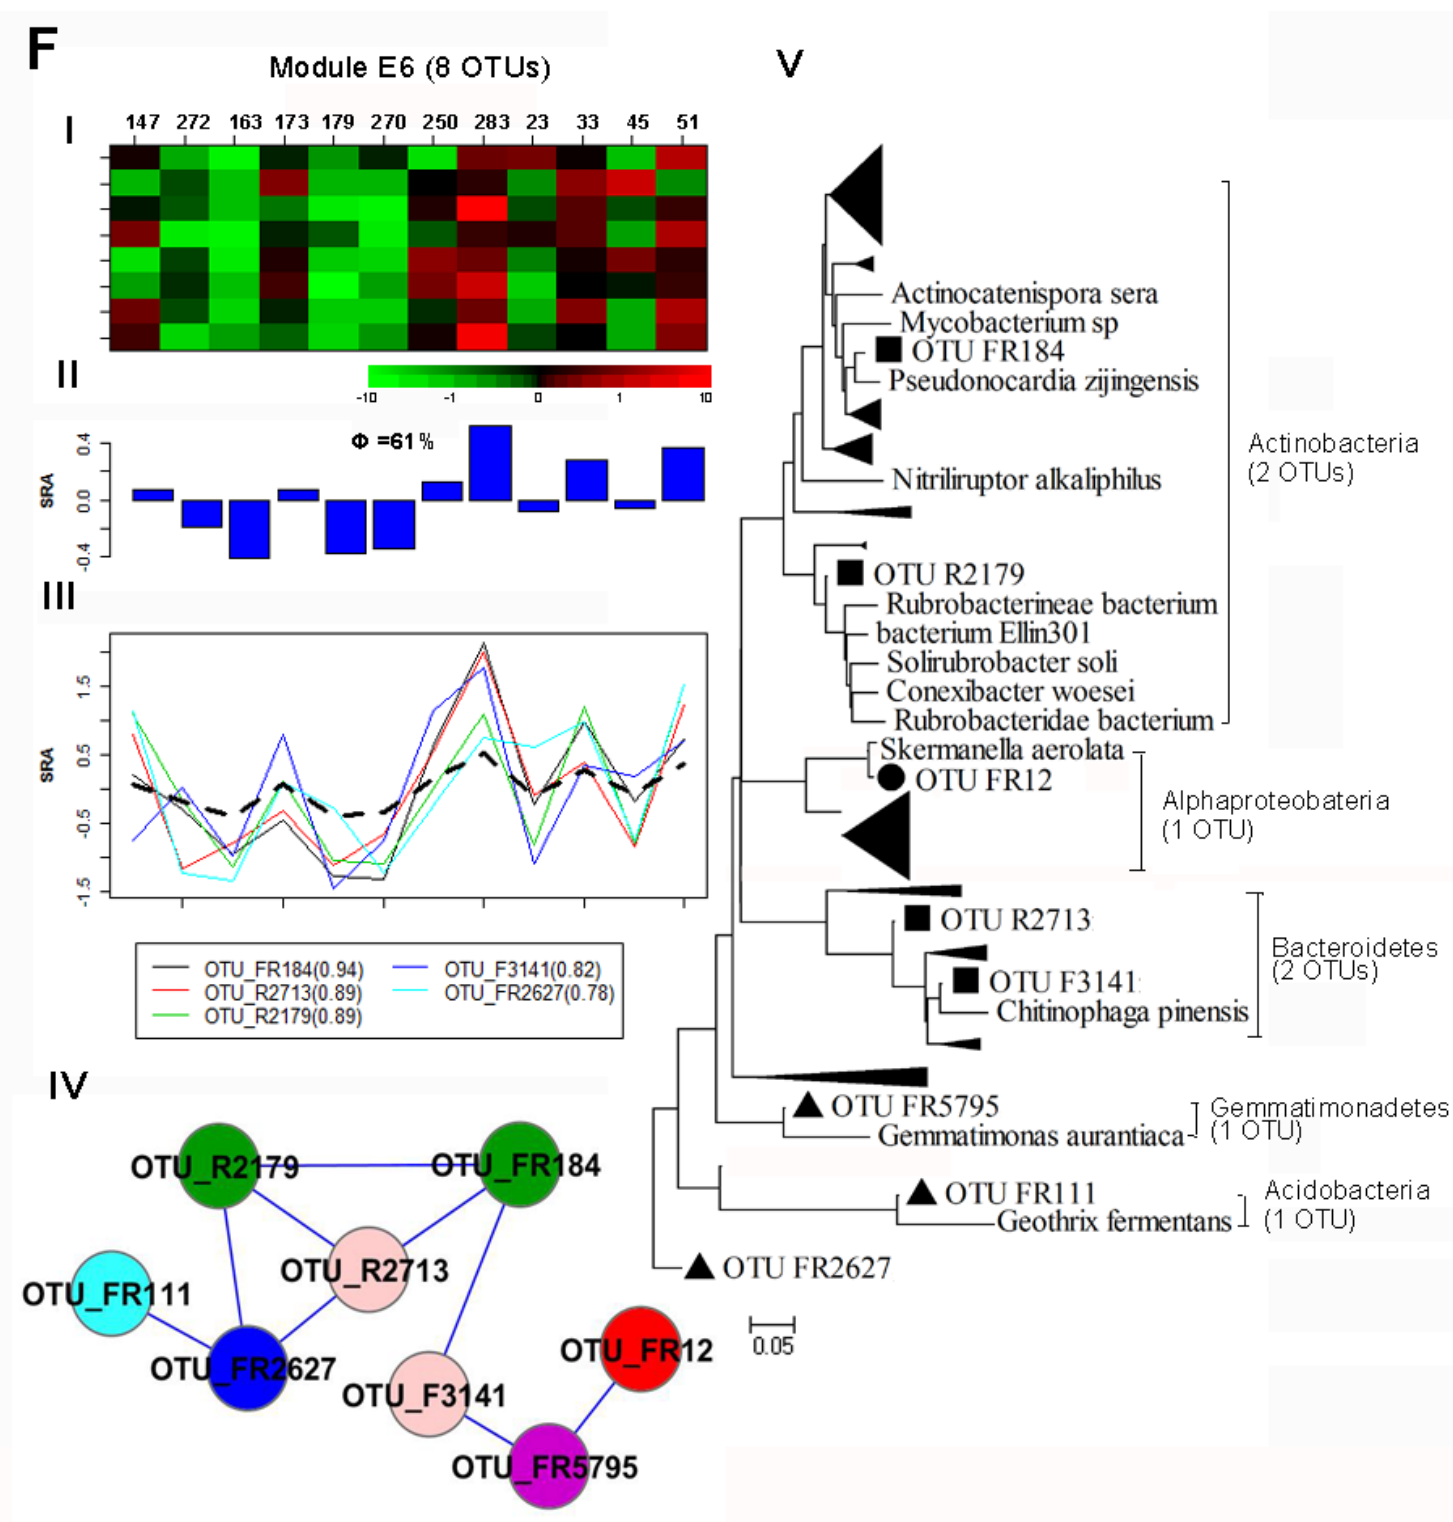 F
Module E6 (8 OTUs)
I
147 272 163 173 179 270 250 283 23 33 45 51
II
-10 -1 0 1 10
Φ =61%
SRA
0.4
0.0
-0.4
III
SRA
1.5
0.5
-0.5
-1.5
OTU_FR184(0.94)
OTU_R2713(0.89)
OTU_R2179(0.89)
OTU_F3141(0.82)
OTU_FR2627(0.78)
IV
OTU_R2179
OTU_FR184
OTU_R2713
OTU_FR111
OTU_FR2627
OTU_F3141
OTU_FR12
OTU_FR5795
V
Actinocatenispora sera
Mycobacterium sp
OTU FR184
Pseudonocardia zijingensis
Nitriliruptor alkaliphilus
OTU R2179
Rubrobacterineae bacterium
bacterium Ellin301
Solirubrobacter soli
Conexibacter woesei
Rubrobacteridae bacterium
Actinobacteria
(2 OTUs)
Skermanella aerolata
OTU FR12
Alphaproteobateria
(1 OTU)
OTU R2713
OTU F3141
Chitinophaga pinensis
Bacteroidetes
(2 OTUs)
OTU FR5795
Gemmatimonas aurantiaca
Gemmatimonadetes
(1 OTU)
OTU FR111
Geothrix fermentans
Acidobacteria
(1 OTU)
OTU FR2627
0.05